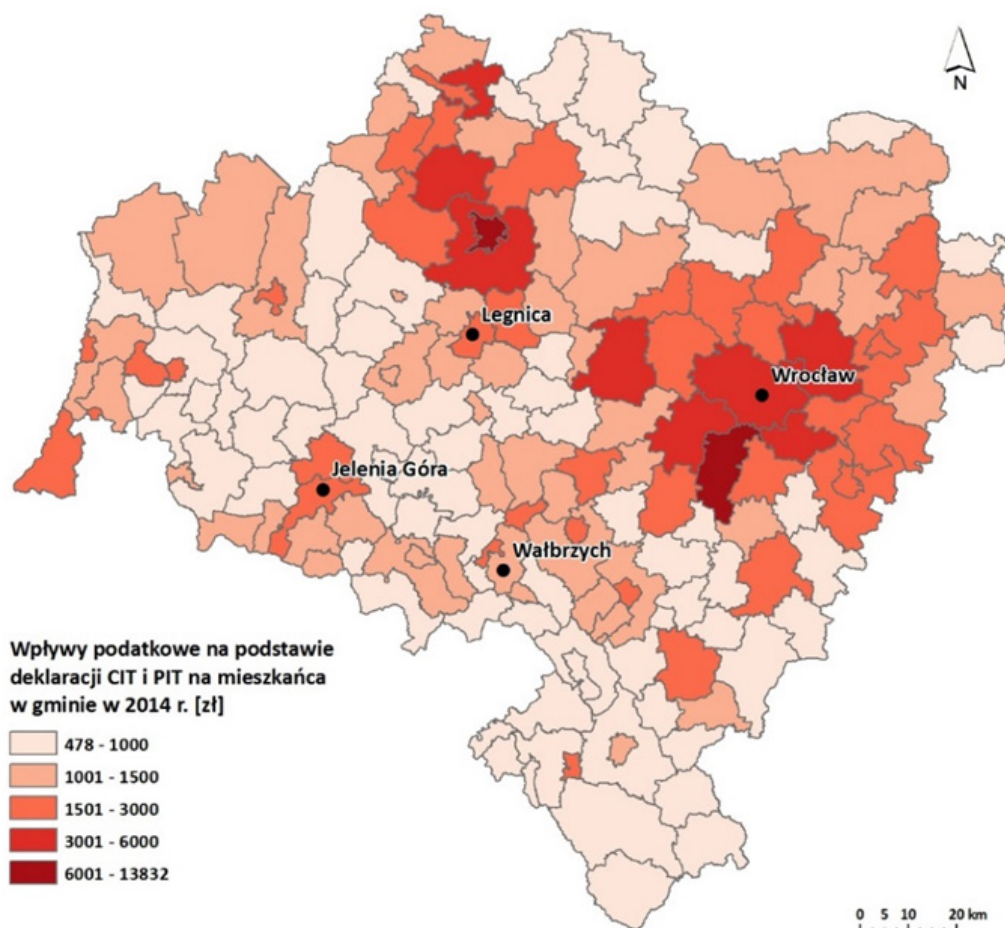 N
Legnica
Wrocław
Jelenia Góra
Wałbrzych
Wpływy podatkowe na podstawie
deklaracji CIT i PIT na mieszkańca
w gminie w 2014 r. [zł]
478 - 1000
1001 - 1500
1501 - 3000
3001 - 6000
6001 - 13832
0 5 10 20 km